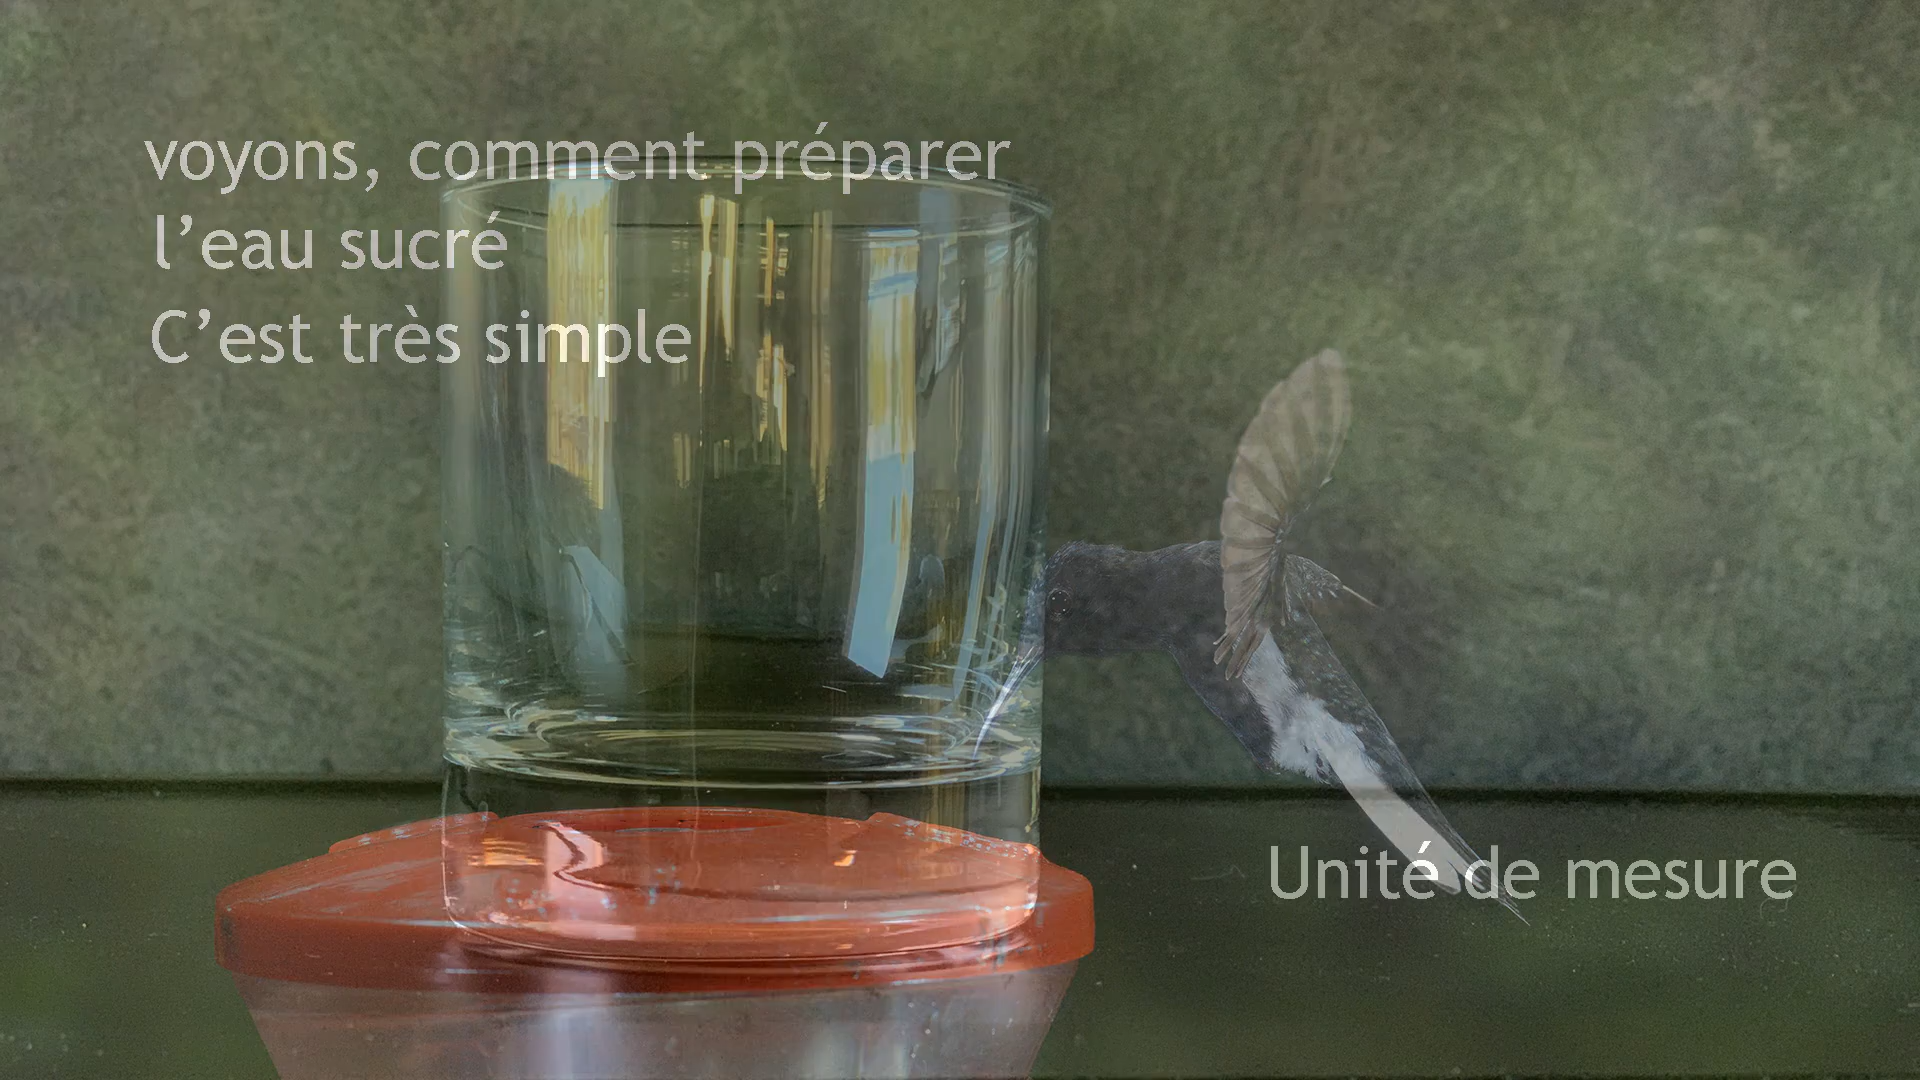 voyons, comment préparer
l’eau sucré
C’est très simple
Unité de mesure